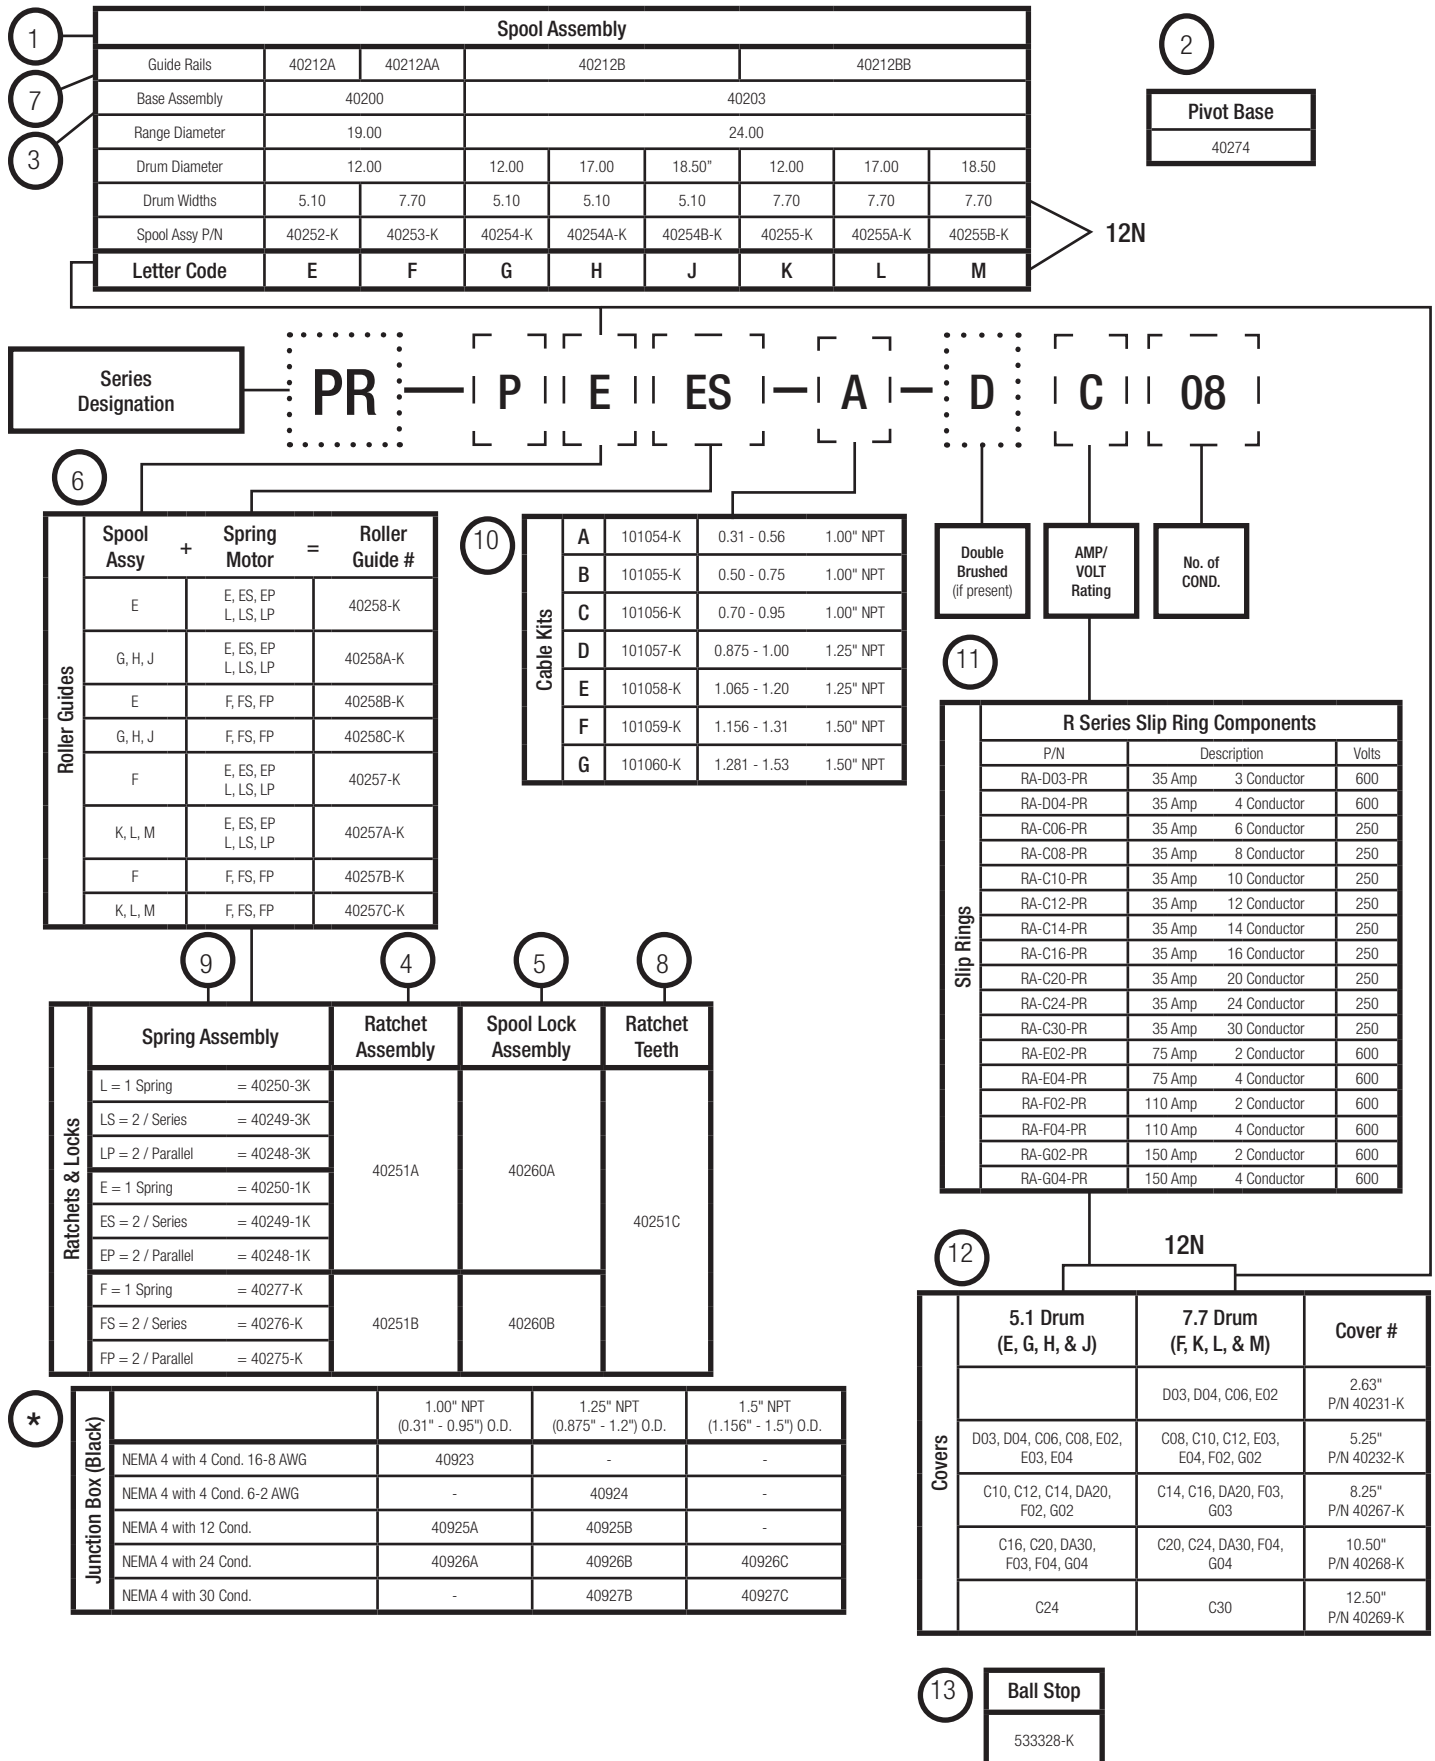 1
Spool Assembly
Guide Rails 40212A 40212AA 40212B 40212BB
7
Base Assembly 40200 40203
Range Diameter 19.00 24.00
3
Drum Diameter 12.00 12.00 17.00 18.50” 12.00 17.00 18.50
Drum Widths 5.10 7.70 5.10 5.10 5.10 7.70 7.70 7.70
Spool Assy P/N 40252-K 40253-K 40254-K 40254A-K 40254B-K 40255-K 40255A-K 40255B-K
Letter Code E F G H J K L M
12N
2
Pivot Base
40274
Series
Designation
PR — P E ES — A — D C 08
6
Roller Guides
Spool
Assy
+
Spring
Motor
=
Roller
Guide #
E E, ES, EP
L, LS, LP 40258-K
G, H, J E, ES, EP
L, LS, LP 40258A-K
E F, FS, FP 40258B-K
G, H, J F, FS, FP 40258C-K
F E, ES, EP
L, LS, LP 40257-K
K, L, M E, ES, EP
L, LS, LP 40257A-K
F F, FS, FP 40257B-K
K, L, M F, FS, FP 40257C-K
10
Cable Kits
A 101054-K 0.31 - 0.56 1.00" NPT
B 101055-K 0.50 - 0.75 1.00" NPT
C 101056-K 0.70 - 0.95 1.00" NPT
D 101057-K 0.875 - 1.00 1.25" NPT
E 101058-K 1.065 - 1.20 1.25" NPT
F 101059-K 1.156 - 1.31 1.50" NPT
G 101060-K 1.281 - 1.53 1.50" NPT
Double
Brushed
(if present)
AMP/
VOLT
Rating
No. of
COND.
11
Slip Rings
R Series Slip Ring Components
P/N Description Volts
RA-D03-PR 35 Amp 3 Conductor 600
RA-D04-PR 35 Amp 4 Conductor 600
RA-C06-PR 35 Amp 6 Conductor 250
RA-C08-PR 35 Amp 8 Conductor 250
RA-C10-PR 35 Amp 10 Conductor 250
RA-C12-PR 35 Amp 12 Conductor 250
RA-C14-PR 35 Amp 14 Conductor 250
RA-C16-PR 35 Amp 16 Conductor 250
RA-C20-PR 35 Amp 20 Conductor 250
RA-C24-PR 35 Amp 24 Conductor 250
RA-C30-PR 35 Amp 30 Conductor 250
RA-E02-PR 75 Amp 2 Conductor 600
RA-E04-PR 75 Amp 4 Conductor 600
RA-F02-PR 110 Amp 2 Conductor 600
RA-F04-PR 110 Amp 4 Conductor 600
RA-G02-PR 150 Amp 2 Conductor 600
RA-G04-PR 150 Amp 4 Conductor 600
9 4 5 8
Ratchets & Locks
Spring Assembly
Ratchet
Assembly
Spool Lock
Assembly
Ratchet
Teeth
L = 1 Spring = 40250-3K
LS = 2 / Series = 40249-3K
LP = 2 / Parallel = 40248-3K
E = 1 Spring = 40250-1K
ES = 2 / Series = 40249-1K
EP = 2 / Parallel = 40248-1K
40251A 40260A
F = 1 Spring = 40277-K
FS = 2 / Series = 40276-K
FP = 2 / Parallel = 40275-K
40251B 40260B
40251C
12
12N
Covers
5.1 Drum
(E, G, H, & J)
7.7 Drum
(F, K, L, & M)
Cover #
D03, D04, C06, E02
2.63"
P/N 40231-K
D03, D04, C06, C08, E02,
E03, E04
C08, C10, C12, E03,
E04, F02, G02
5.25"
P/N 40232-K
C10, C12, C14, DA20,
F02, G02
C14, C16, DA20, F03,
G03
8.25"
P/N 40267-K
C16, C20, DA30,
F03, F04, G04
C20, C24, DA30, F04,
G04
10.50"
P/N 40268-K
C24
C30
12.50"
P/N 40269-K
*
Junction Box (Black)
1.00" NPT
(0.31" - 0.95") O.D.
1.25" NPT
(0.875" - 1.2") O.D.
1.5" NPT
(1.156" - 1.5") O.D.
NEMA 4 with 4 Cond. 16-8 AWG 40923 - -
NEMA 4 with 4 Cond. 6-2 AWG - 40924 -
NEMA 4 with 12 Cond. 40925A 40925B -
NEMA 4 with 24 Cond. 40926A 40926B 40926C
NEMA 4 with 30 Cond. - 40927B 40927C
13
Ball Stop
533328-K